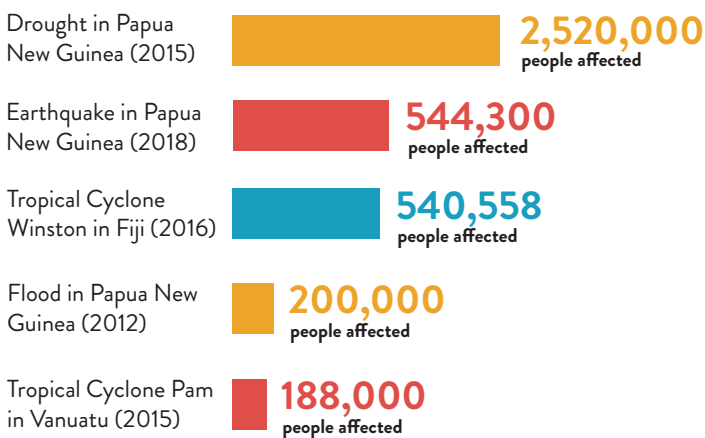 Drought in Papua
New Guinea (2015)
2,520,000
people affected
Earthquake in Papua
New Guinea (2018)
544,300
people affected
Tropical Cyclone
Winston in Fiji (2016)
540,558
people affected
Flood in Papua New
Guinea (2012)
200,000
people affected
Tropical Cyclone Pam
in Vanuatu (2015)
188,000
people affected